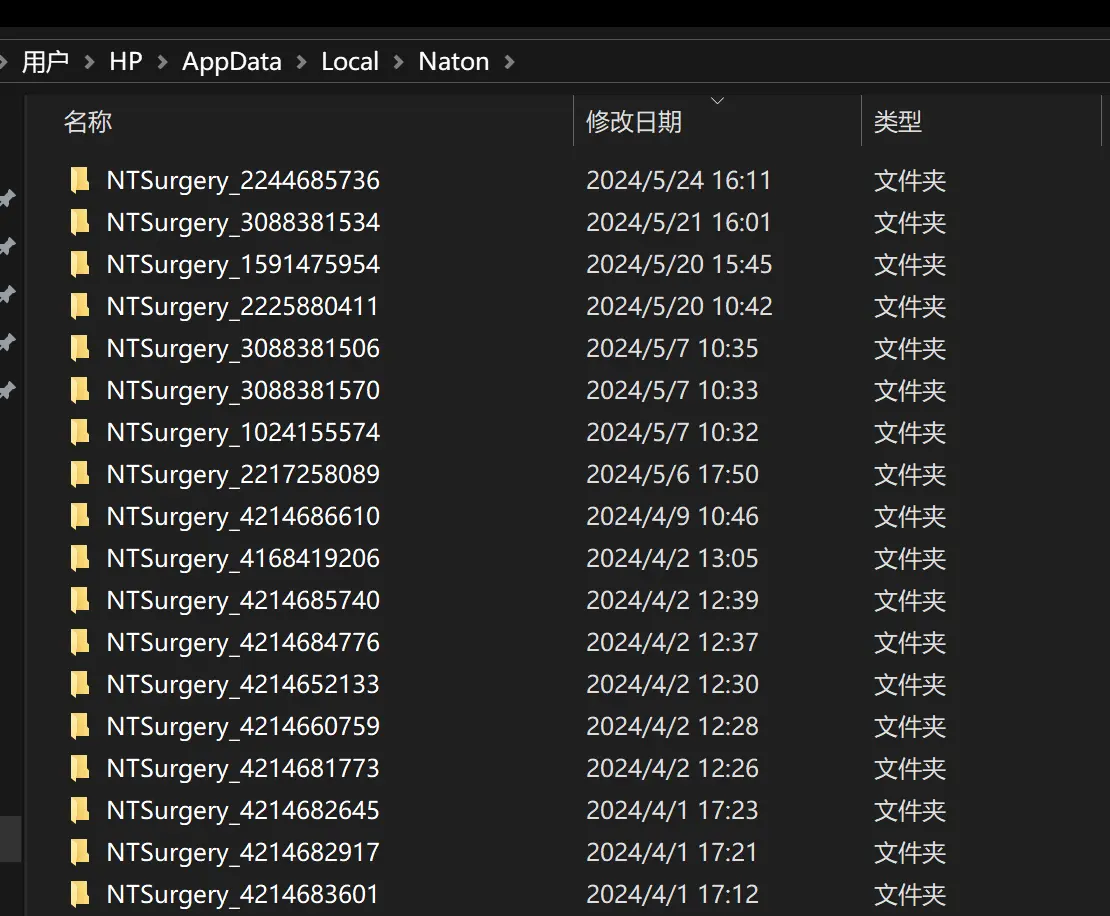 用户 HP AppData Local Naton
名称 修改日期 类型
NTSurgery_2244685736 2024/5/24 16:11 文件夹
NTSurgery_3088381534 2024/5/21 16:01 文件夹
NTSurgery_1591475954 2024/5/20 15:45 文件夹
NTSurgery_2225880411 2024/5/20 10:42 文件夹
NTSurgery_3088381506 2024/5/7 10:35 文件夹
NTSurgery_3088381570 2024/5/7 10:33 文件夹
NTSurgery_1024155574 2024/5/7 10:32 文件夹
NTSurgery_2217258089 2024/5/6 17:50 文件夹
NTSurgery_4214686610 2024/4/9 10:46 文件夹
NTSurgery_4168419206 2024/4/2 13:05 文件夹
NTSurgery_4214685740 2024/4/2 12:39 文件夹
NTSurgery_4214684776 2024/4/2 12:37 文件夹
NTSurgery_4214652133 2024/4/2 12:30 文件夹
NTSurgery_4214660759 2024/4/2 12:28 文件夹
NTSurgery_4214681773 2024/4/2 12:26 文件夹
NTSurgery_4214682645 2024/4/1 17:23 文件夹
NTSurgery_4214682917 2024/4/1 17:21 文件夹
NTSurgery_4214683601 2024/4/1 17:12 文件夹